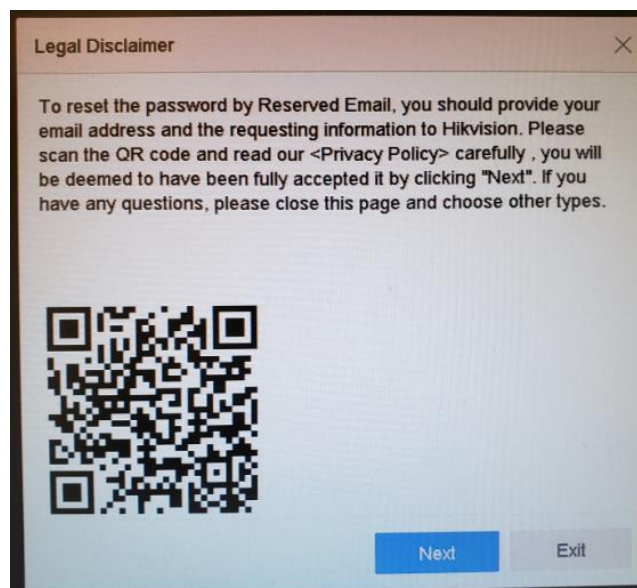 Legal Disclaimer
To reset the password by Reserved Email, you should provide your
email address and the requesting information to Hikvision. Please
scan the QR code and read our <Privacy Policy> carefully , you will
be deemed to have been fully accepted it by clicking "Next". If you
have any questions, please close this page and choose other types.
Next
Exit